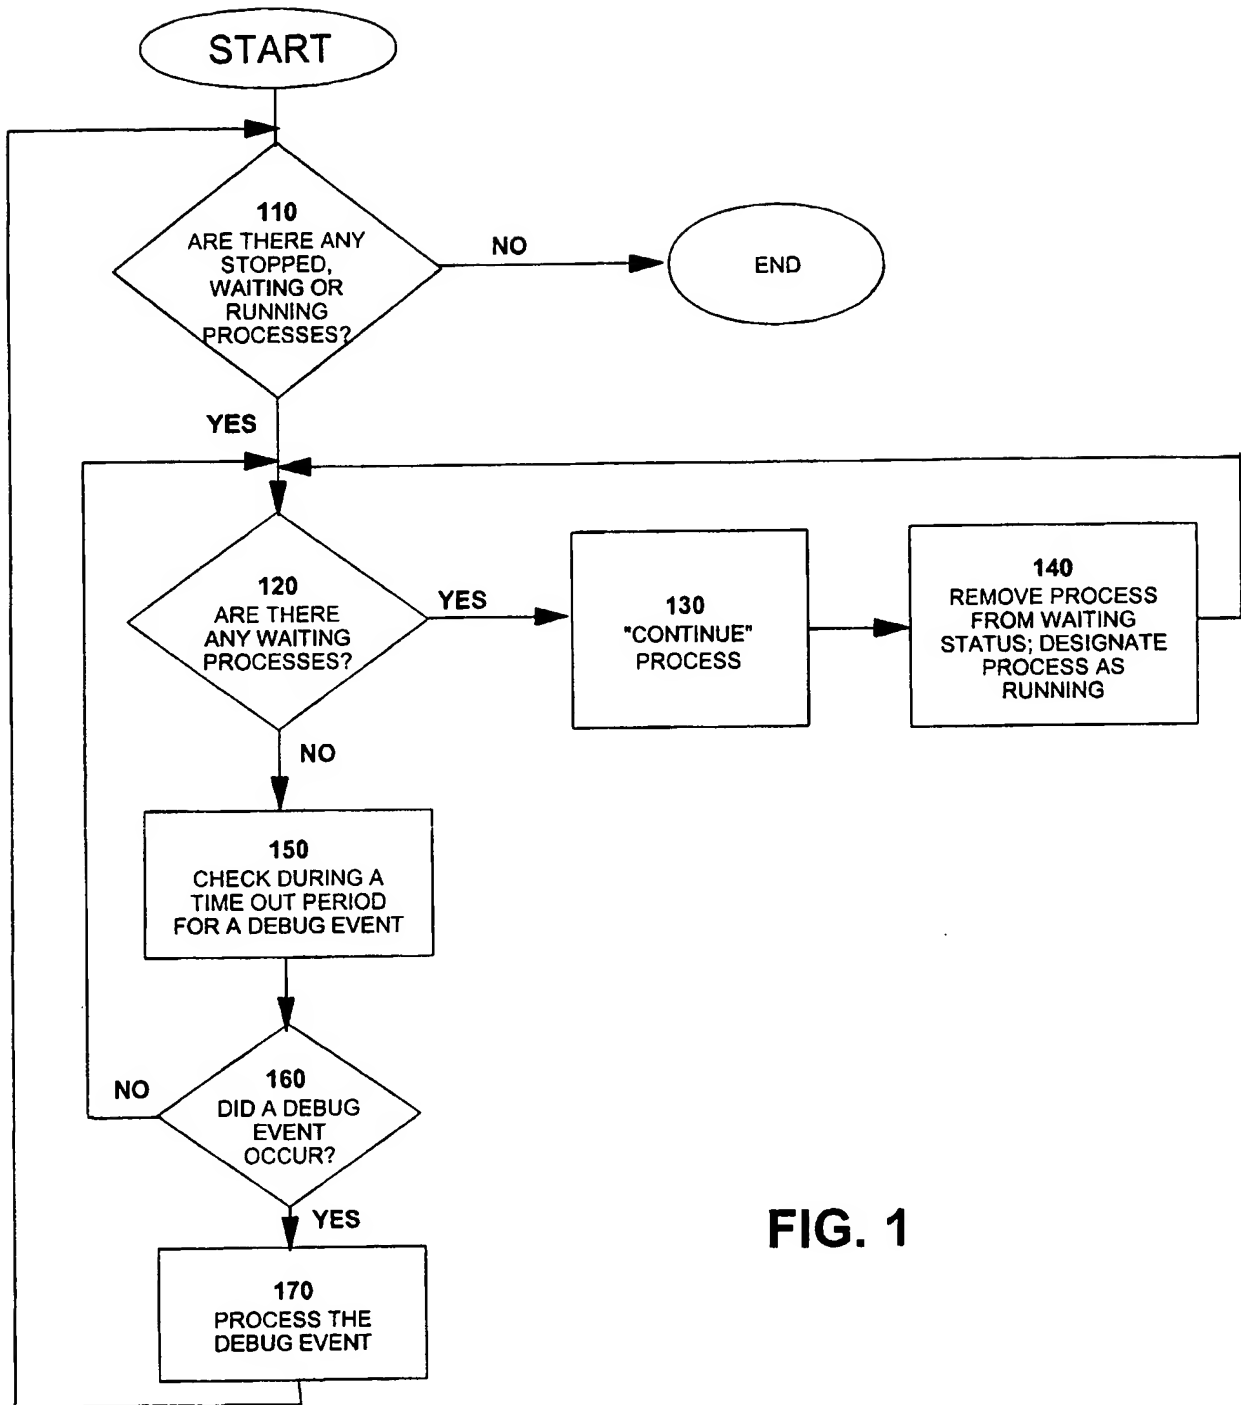 START
110
ARE THERE ANY
STOPPED,
WAITING OR
RUNNING
PROCESSES?
NO
END
YES
120
ARE THERE
ANY WAITING
PROCESSES?
YES
130
"CONTINUE"
PROCESS
140
REMOVE PROCESS
FROM WAITING
STATUS; DESIGNATE
PROCESS AS
RUNNING
NO
150
CHECK DURING A
TIME OUT PERIOD
FOR A DEBUG EVENT
NO
160
DID A DEBUG
EVENT
OCCUR?
YES
170
PROCESS THE
DEBUG EVENT
FIG. 1